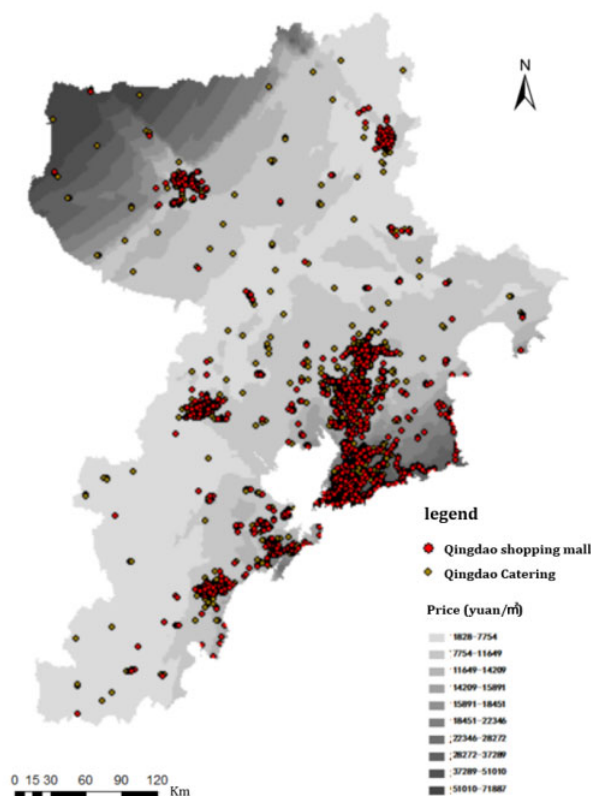 N
legend
Qingdao shopping mall
Qingdao Catering
Price (yuan/㎡)
1828-7754
7754-11649
11649-14209
14209-15891
15891-18451
18451-22346
22346-28272
28272-37289
37289-51010
51010-71887
0 15 30 60 90 120
Km